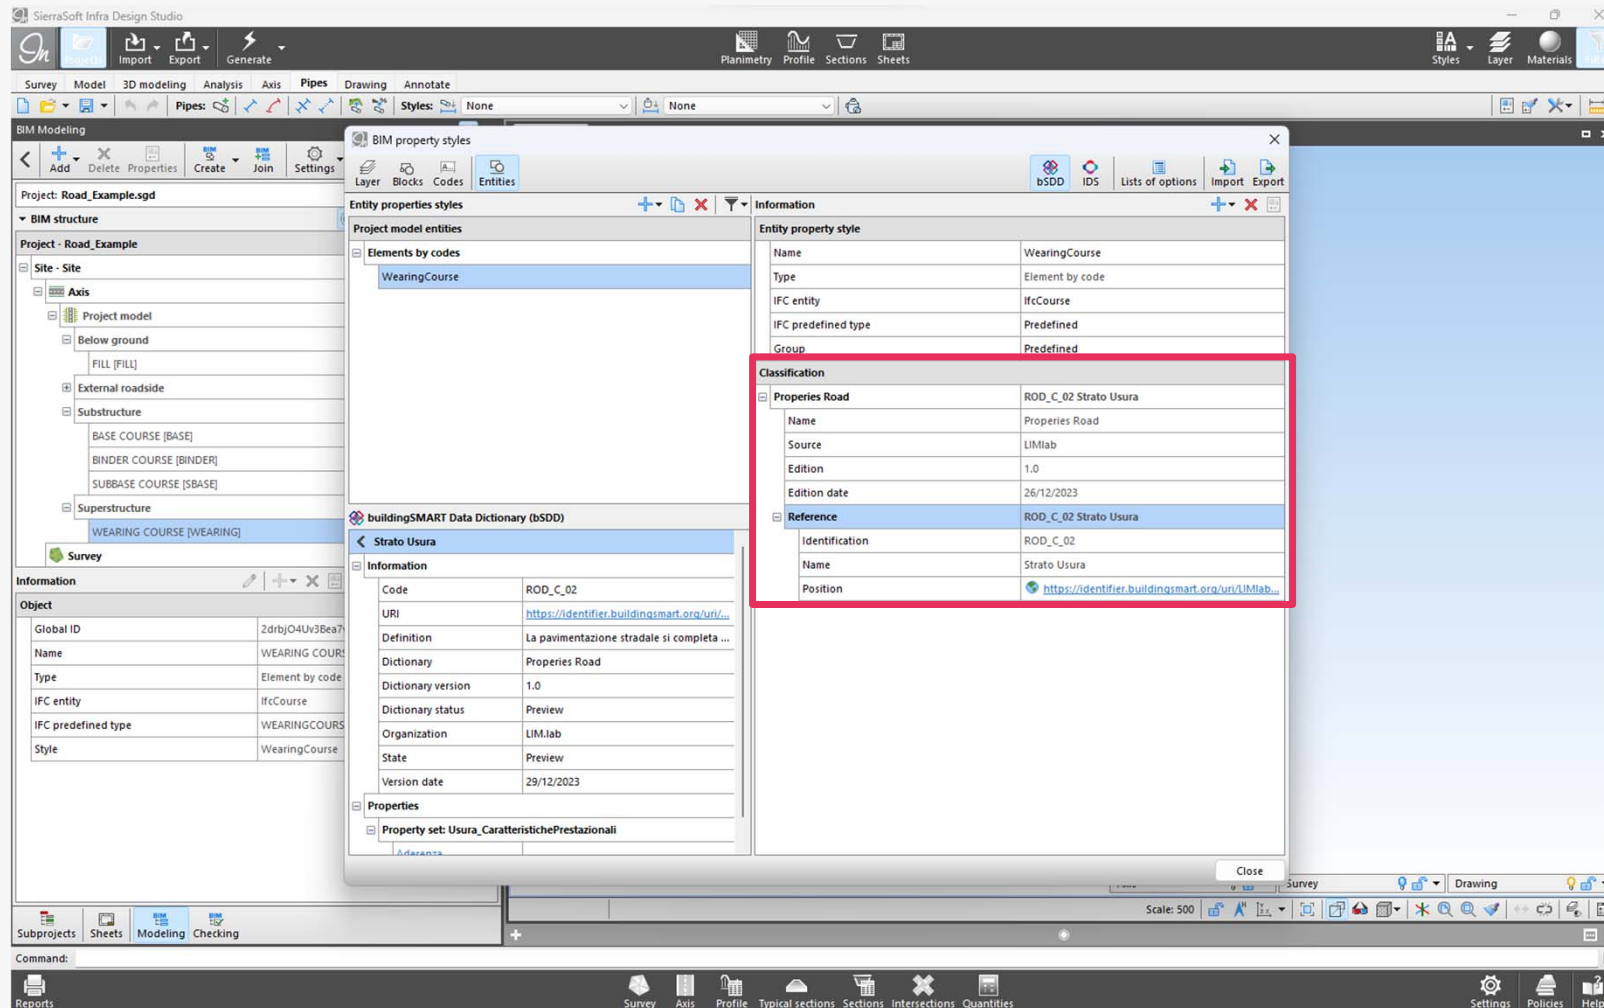 SierraSoft Infra Design Studio
Import Export Generate Planimetry Profile Sections Sheets Styles Layer Materials
Survey Model 3D modeling Analysis Axis Pipes Drawing Annotate
Pipes: Styles: None None
BIM Modeling
Add Delete Properties Create Join Settings
Project: Road_Example.sgd
BIM structure
Project - Road_Example
Site - Site
Axis
Project model
Below ground
FILL [FILL]
External roadside
Substructure
BASE COURSE [BASE]
BINDER COURSE [BINDER]
SUBBASE COURSE [SBASE]
Superstructure
WEARING COURSE [WEARING]
Survey
Information
Object
Global ID 2drbjO4Uv3Bea7
Name WEARING COURS
Type Element by code
IFC entity IfcCourse
IFC predefined type WEARINGCOURS
Style WearingCourse
Subprojects Sheets Modeling Checking
BIM property styles
Layer Blocks Codes Entities bSDD IDS Lists of options Import Export
Entity properties styles
Project model entities
Elements by codes
WearingCourse
buildingSMART Data Dictionary (bSDD)
Strato Usura
Information
Code ROD_C_02
URI https://identifier.buildingsmart.org/uri/...
Definition La pavimentazione stradale si completa ...
Dictionary Properies Road
Dictionary version 1.0
Dictionary status Preview
Organization LIM.lab
State Preview
Version date 29/12/2023
Properties
Property set: Usura_CaratteristichePrestazionali
Aderenza
Information
Entity property style
Name WearingCourse
Type Element by code
IFC entity IfcCourse
IFC predefined type Predefined
Group Predefined
Classification
Properies Road ROD_C_02 Strato Usura
Name Properies Road
Source LIMlab
Edition 1.0
Edition date 26/12/2023
Reference ROD_C_02 Strato Usura
Identification ROD_C_02
Name Strato Usura
Position https://identifier.buildingsmart.org/uri/LIMlab...
Close
Survey Drawing
Scale: 500
Command:
Reports Survey Axis Profile Typical sections Sections Intersections Quantities Settings Policies Help